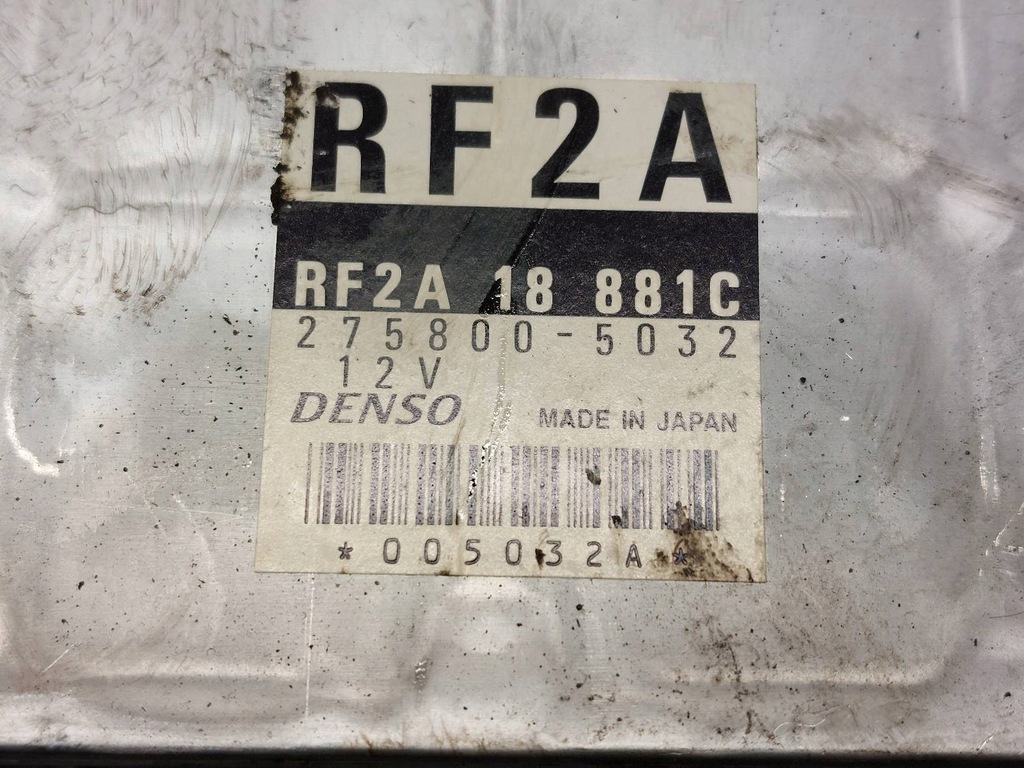 RF2A
RF2A 18 881C
275800-5032
12V
DENSO MADE IN JAPAN
*005032A*